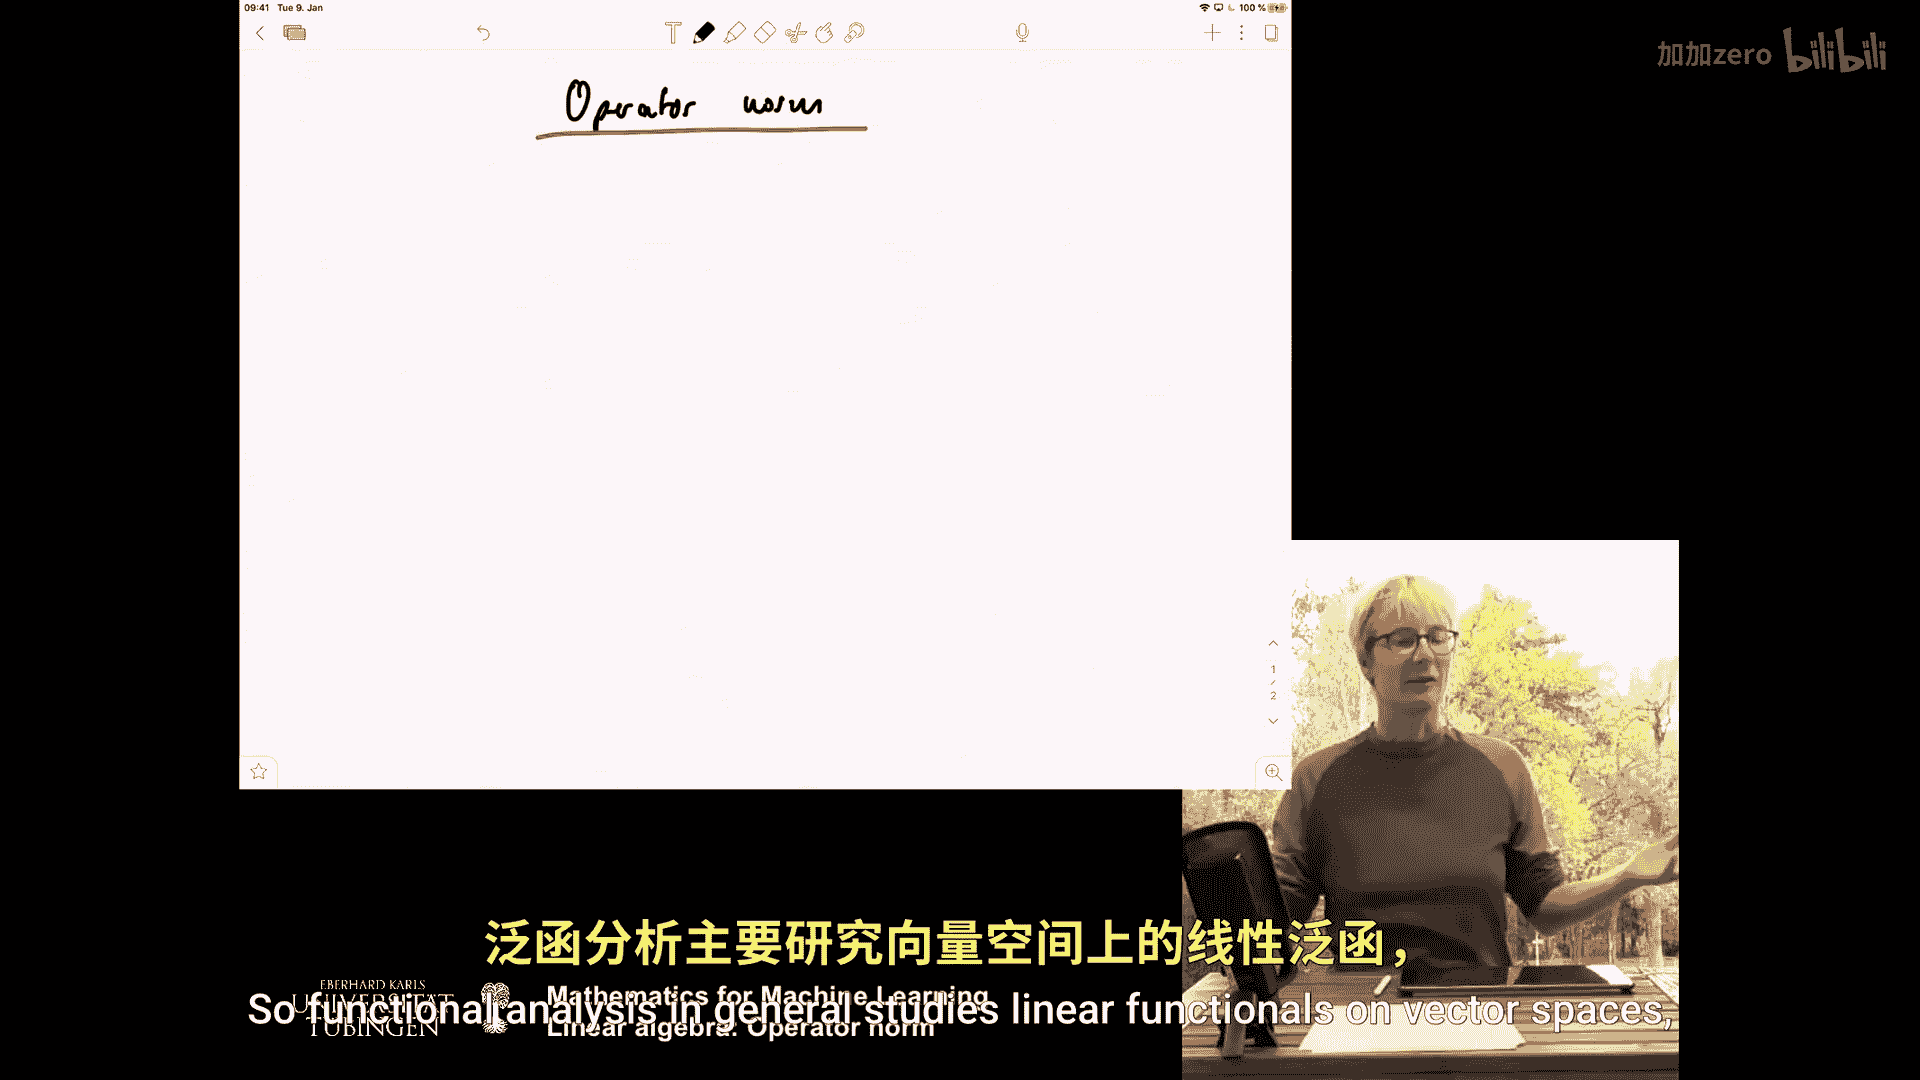 09:41 Tue 9. Jan
100 %
加加zero bilibili
Operator norm
1
2
泛函分析主要研究向量空间上的线性泛函，
So functional analysis in general studies linear functionals on vector spaces,
EBERHARD KARLS
UNIVERSITÄT
TÜBINGEN
Mathematics for Machine Learning
Linear algebra: Operator norm